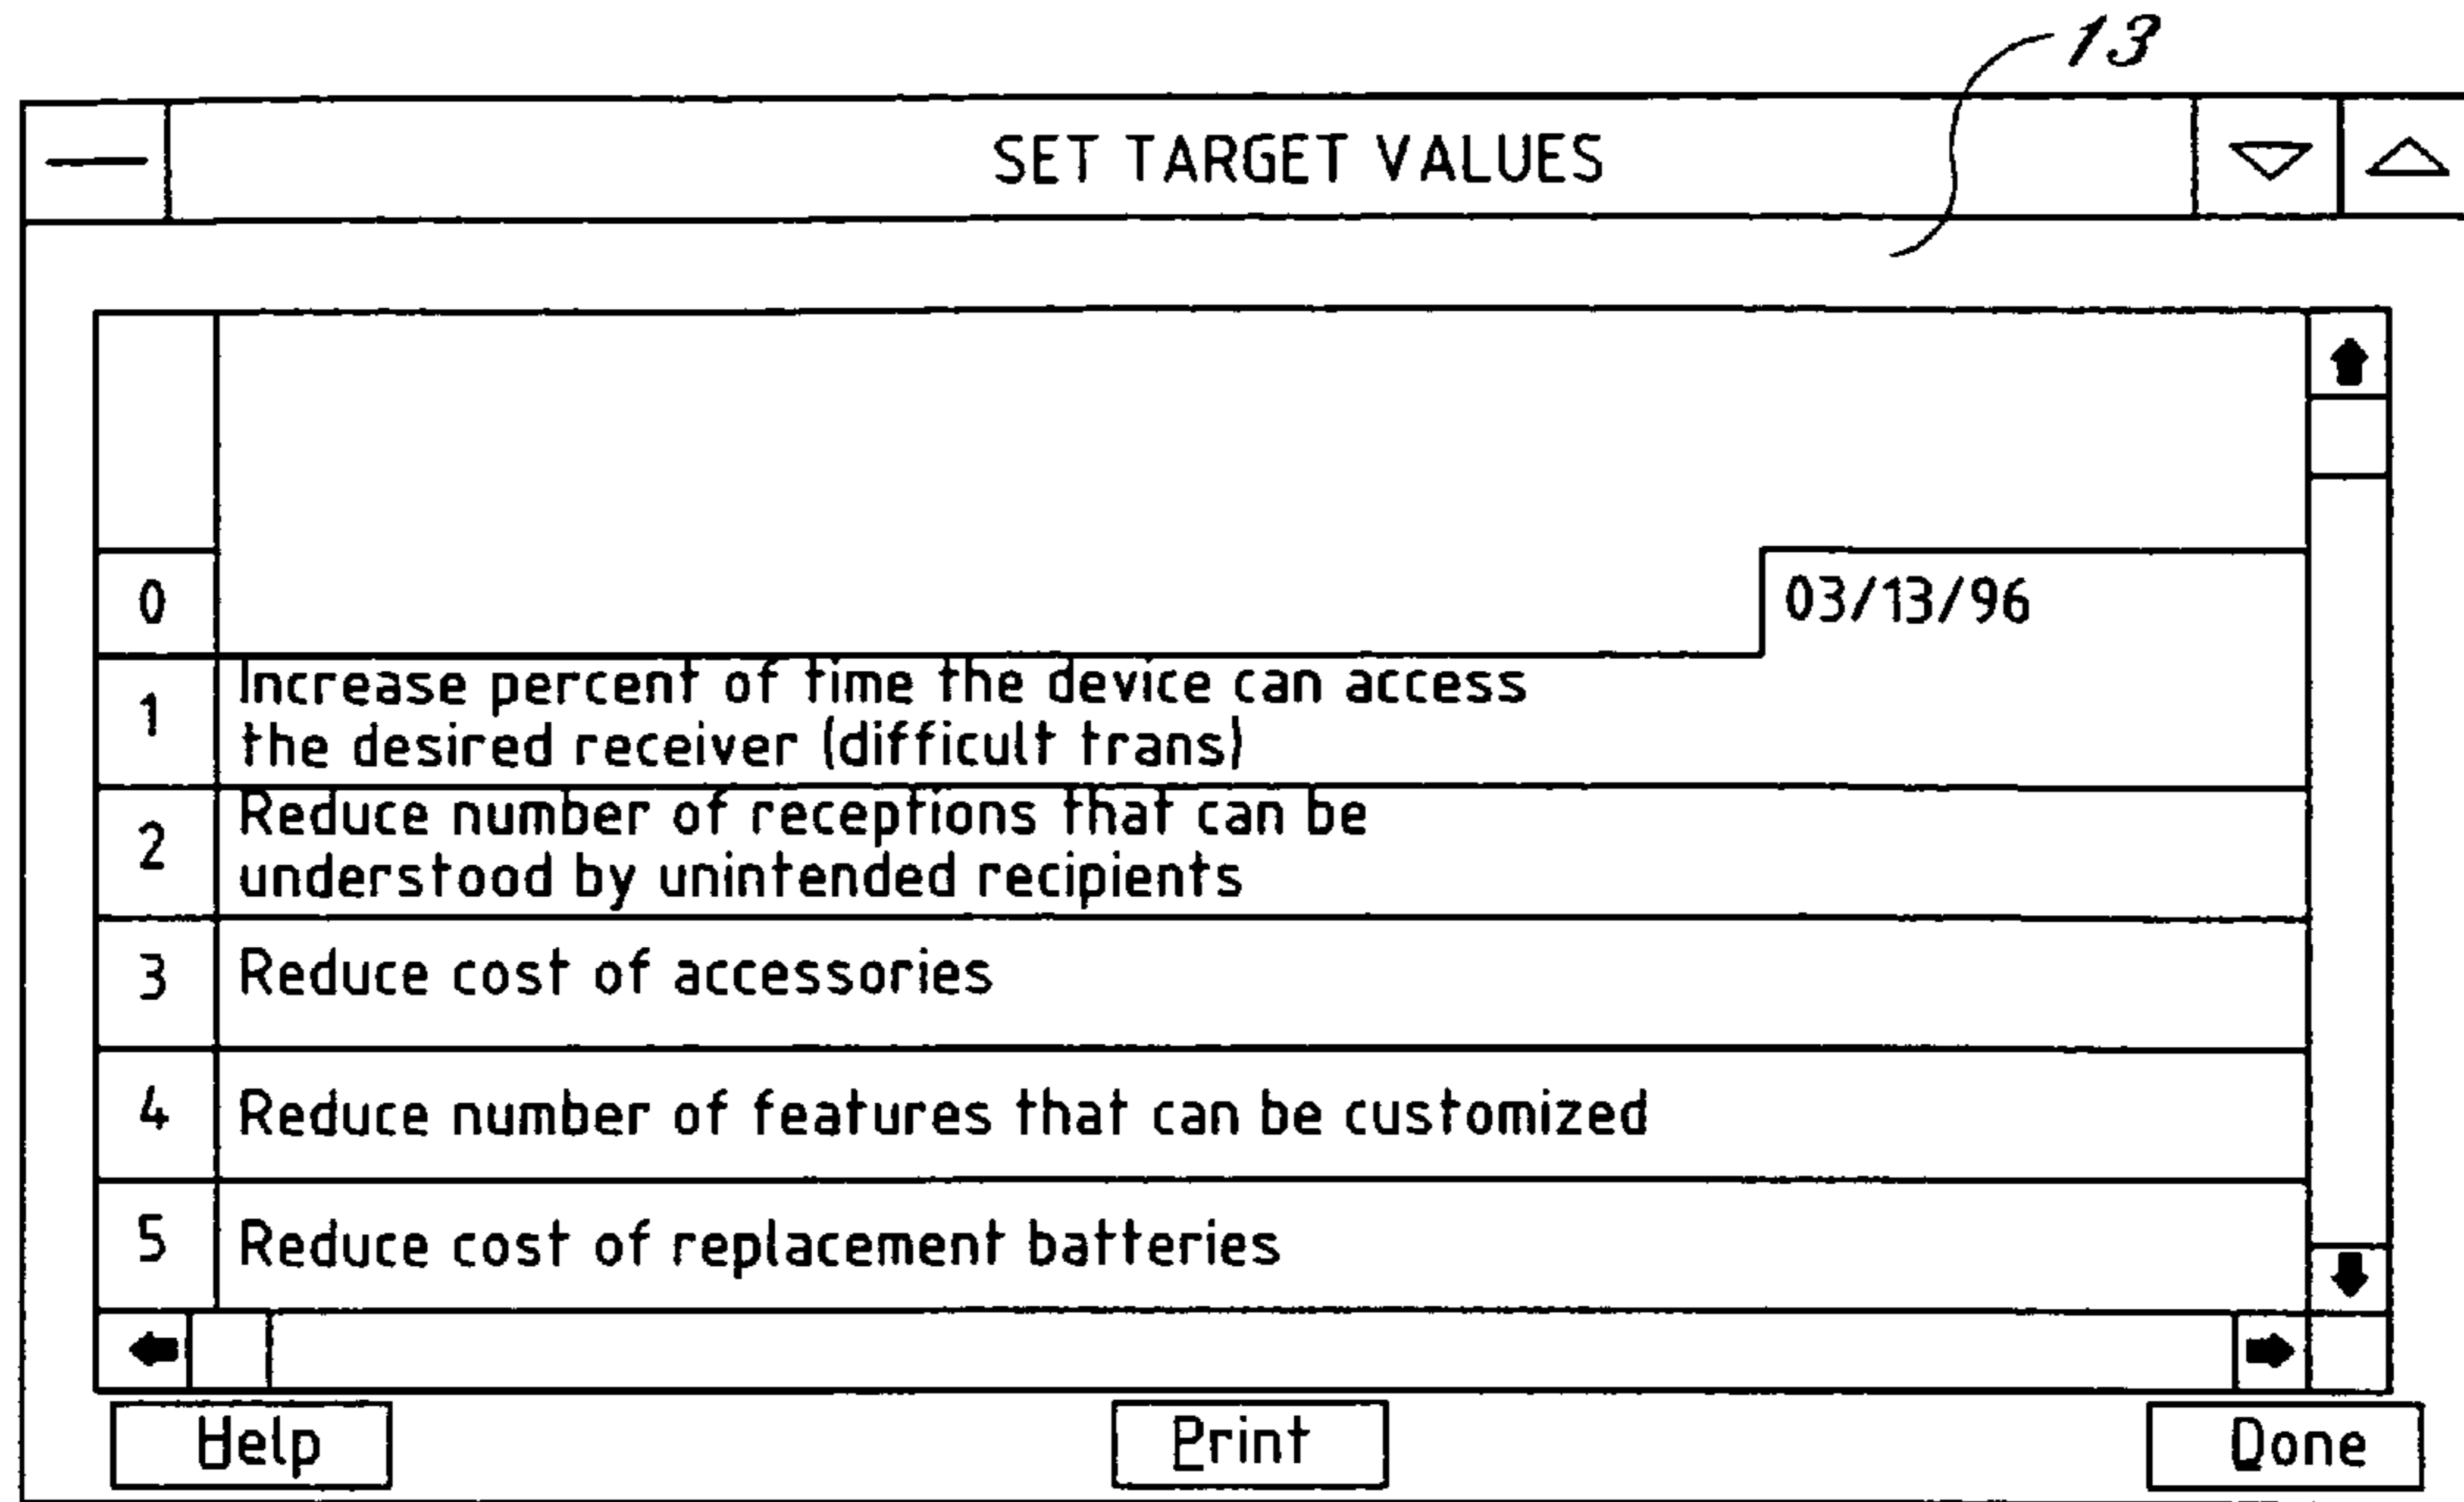 13
SET TARGET VALUES
0
03/13/96
1
Increase percent of time the device can access
the desired receiver (difficult trans)
2
Reduce number of receptions that can be
understood by unintended recipients
3
Reduce cost of accessories
4
Reduce number of features that can be customized
5
Reduce cost of replacement batteries
Help
Print
Done